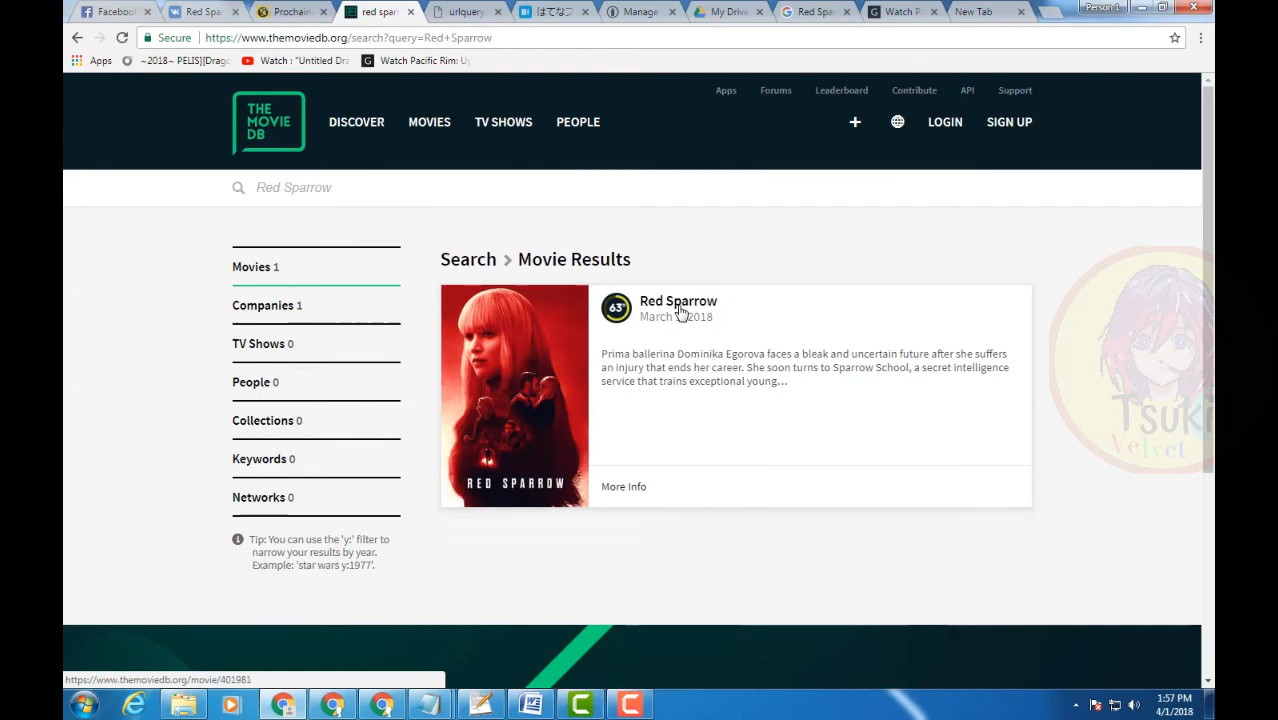 Facebook
Red Spar
Prochain
red spar
urlquery
はてなブ
Manage
My Drive
Red Spa
Watch P
New Tab
Person 1
Secure
https://www.themoviedb.org/search?query=Red+Sparrow
Apps
~2018~ PELIS][Drago
Watch : "Untitled Dra
Watch Pacific Rim: U
Apps
Forums
Leaderboard
Contribute
API
Support
THE
MOVIE
DB
DISCOVER
MOVIES
TV SHOWS
PEOPLE
+
LOGIN
SIGN UP
Red Sparrow
Movies 1
Companies 1
TV Shows 0
People 0
Collections 0
Keywords 0
Networks 0
Tip: You can use the 'y:' filter to
narrow your results by year.
Example: 'star wars y:1977'.
Search > Movie Results
RED SPARROW
63%
Red Sparrow
March 2018
Prima ballerina Dominika Egorova faces a bleak and uncertain future after she suffers
an injury that ends her career. She soon turns to Sparrow School, a secret intelligence
service that trains exceptional young…
More Info
Tsuki
Velvet
https://www.themoviedb.org/movie/401981
1:57 PM
4/1/2018